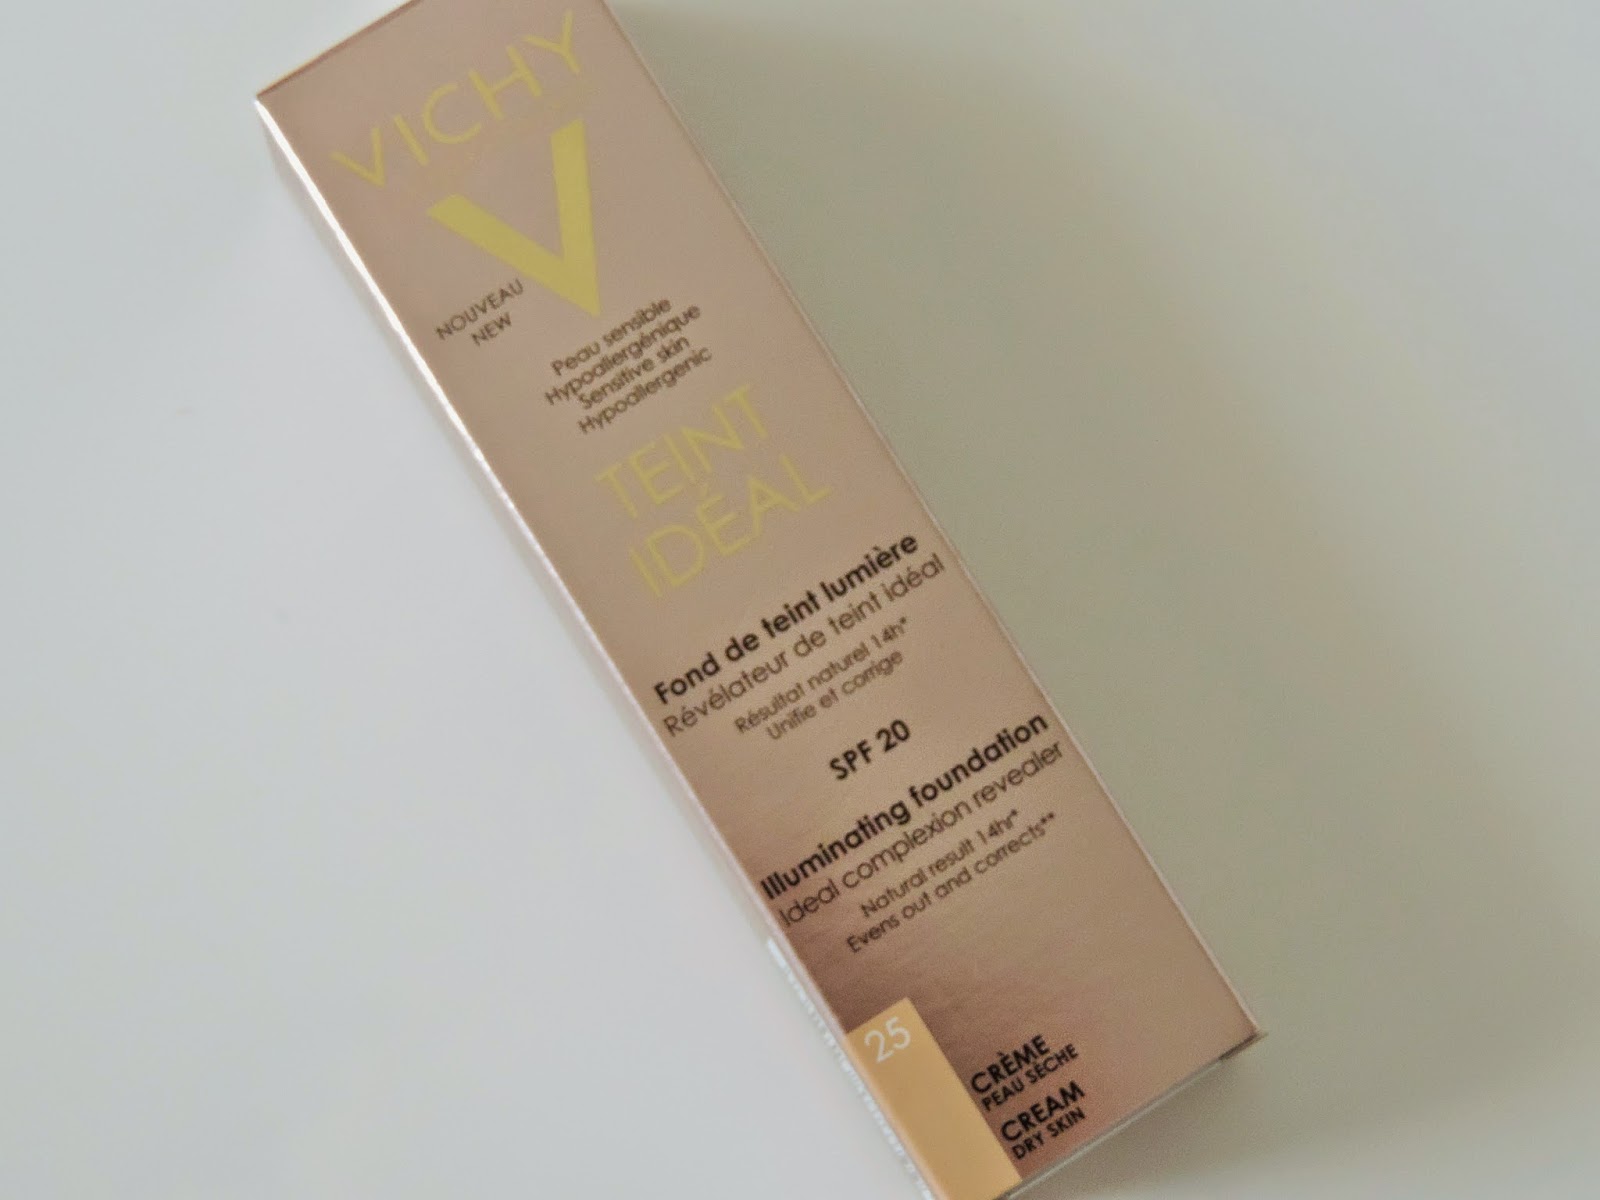 VICHY
NOUVEAU
NEW
Peau sensible
Hypoallergénique
Sensitive skin
Hypoallergenic
TEINT
IDÉAL
Fond de teint lumière
Révélateur de teint idéal
Résultat naturel 14h*
Unifie et corrige
SPF 20
Illuminating foundation
Ideal complexion revealer
Natural result 14hr*
Evens out and corrects**
25
CRÈME
PEAU SÈCHE
CREAM
DRY SKIN